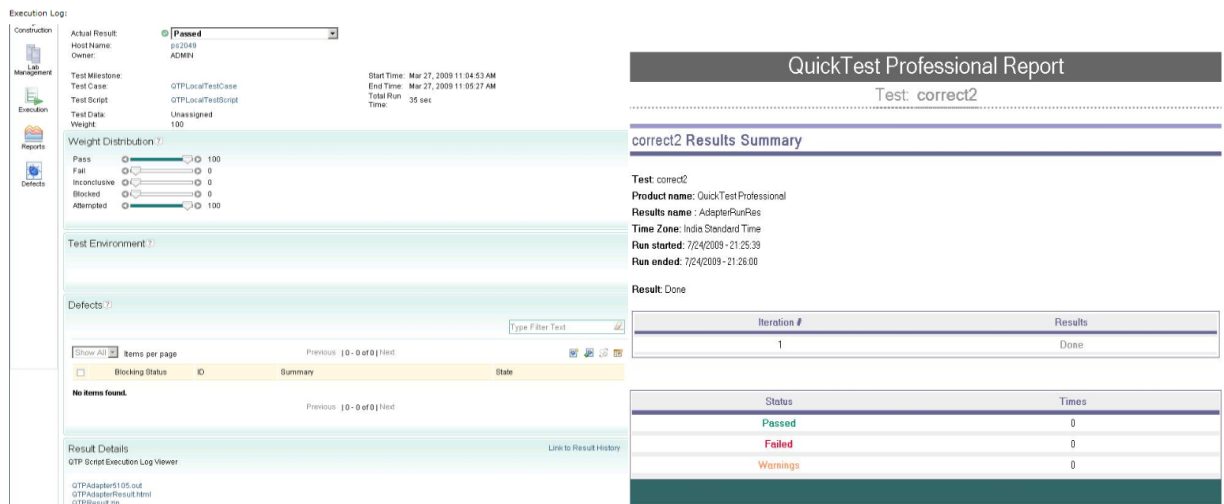 Execution Log:
Construction
Lab
Management
Execution
Reports
Defects
Actual Result: Passed
Host Name: ps2049
Owner: ADMIN
Test Milestone: Start Time: Mar 27, 2009 11:04:53 AM
Test Case: QTPLocalTestCase End Time: Mar 27, 2009 11:05:27 AM
Test Script: QTPLocalTestScript Total Run Time: 35 sec
Test Data: Unassigned
Weight: 100
Weight Distribution ?
Pass 100
Fail 0
Inconclusive 0
Blocked 0
Attempted 100
Test Environment ?
Defects ?
Type Filter Text
Show All Items per page Previous | 0 - 0 of 0 | Next
Blocking Status ID Summary State
No items found.
Previous | 0 - 0 of 0 | Next
Result Details Link to Result History
QTP Script Execution Log Viewer
QTPAdapter5105.out
QTPAdapterResult.html
QTPResult.zip
QuickTest Professional Report
Test: correct2
correct2 Results Summary
Test: correct2
Product name: QuickTest Professional
Results name : AdapterRunRes
Time Zone: India Standard Time
Run started: 7/24/2009 - 21:25:39
Run ended: 7/24/2009 - 21:26:00
Result: Done
Iteration # Results
1 Done
Status Times
Passed 0
Failed 0
Warnings 0